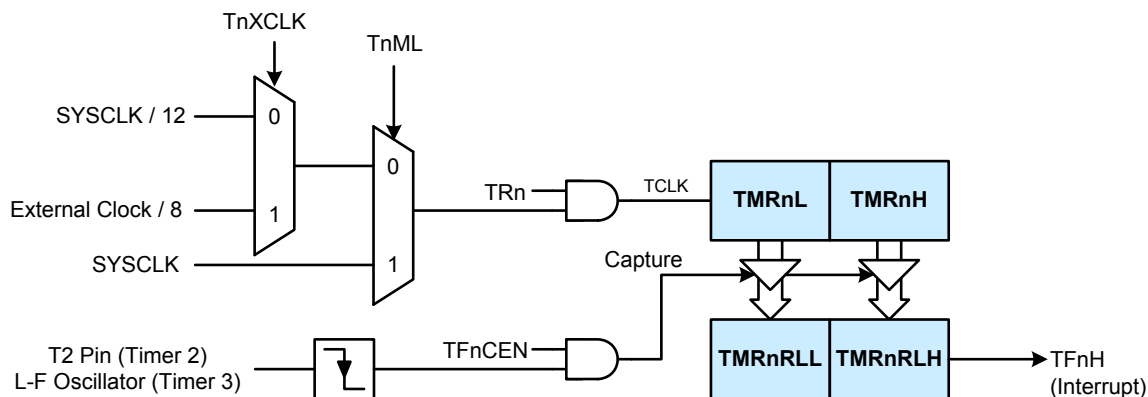 TnXCLK
TnML
SYSCLK / 12
0
0
External Clock / 8
1
TRn
TCLK
TMRnL
TMRnH
SYSCLK
1
Capture
T2 Pin (Timer 2)
L-F Oscillator (Timer 3)
TFnCEN
TMRnRLL
TMRnRLH
TFnH
(Interrupt)